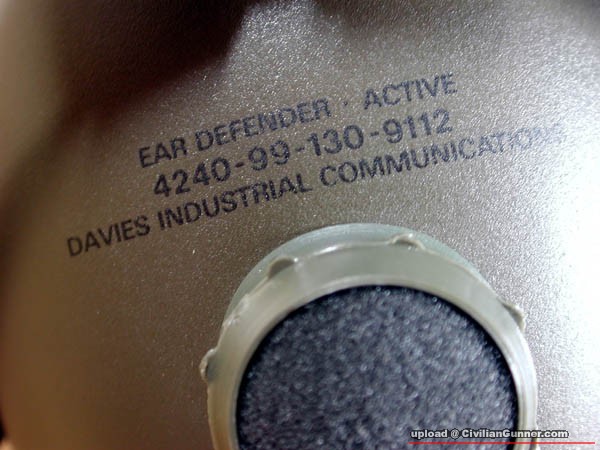 EAR DEFENDER · ACTIVE
4240-99-130-9112
DAVIES INDUSTRIAL COMMUNICATIONS
upload @ CivilianGunner.com